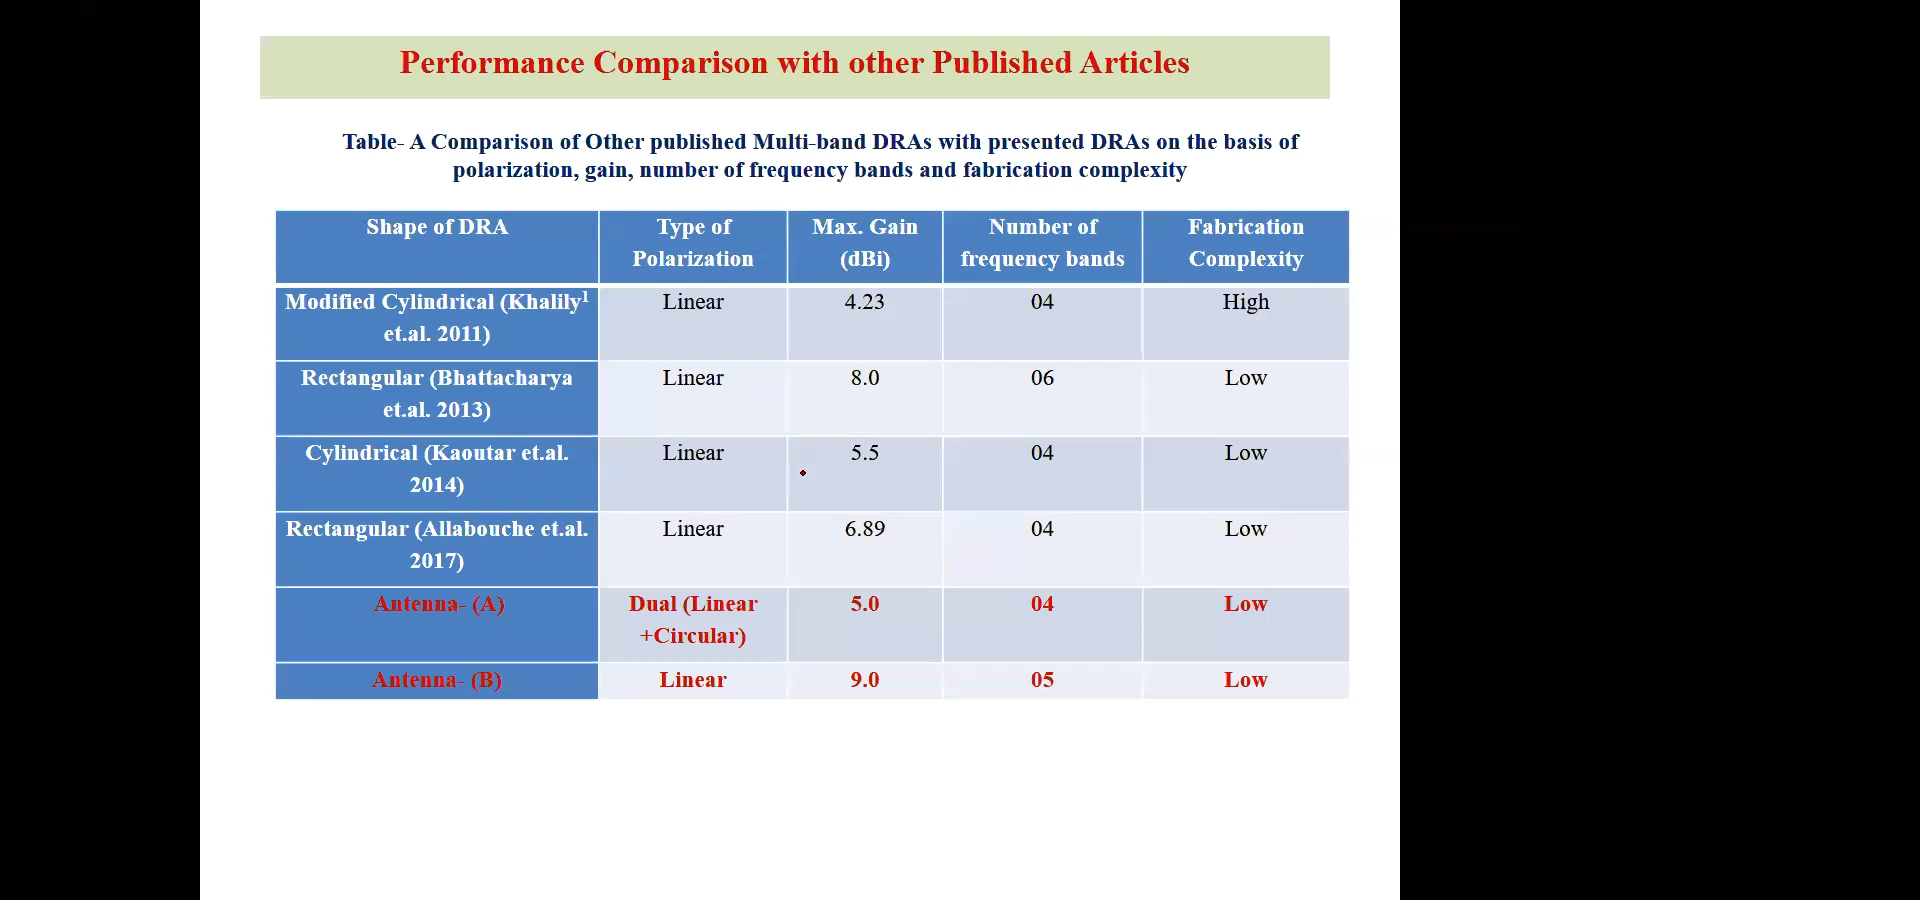 Performance Comparison with other Published Articles
Table- A Comparison of Other published Multi-band DRAs with presented DRAs on the basis of
polarization, gain, number of frequency bands and fabrication complexity
Shape of DRA
Type of
Polarization
Max. Gain
(dBi)
Number of
frequency bands
Fabrication
Complexity
Modified Cylindrical (Khalily¹
et.al. 2011)
Linear
4.23
04
High
Rectangular (Bhattacharya
et.al. 2013)
Linear
8.0
06
Low
Cylindrical (Kaoutar et.al.
2014)
Linear
5.5
04
Low
Rectangular (Allabouche et.al.
2017)
Linear
6.89
04
Low
Antenna- (A)
Dual (Linear
+Circular)
5.0
04
Low
Antenna- (B)
Linear
9.0
05
Low